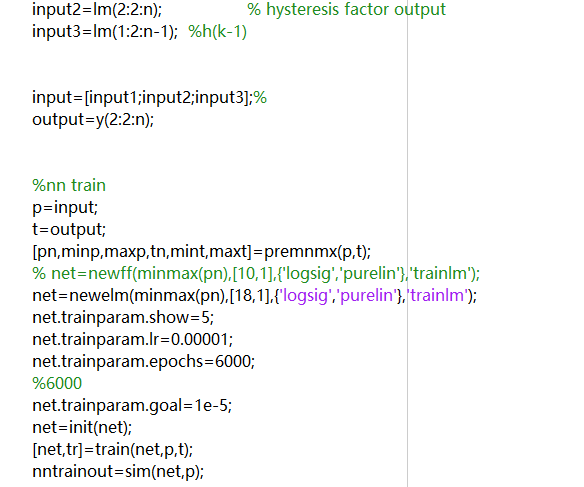 input2=lm(2:2:n); % hysteresis factor output
input3=lm(1:2:n-1); %h(k-1)
input=[input1;input2;input3];%
output=y(2:2:n);
%nn train
p=input;
t=output;
[pn,minp,maxp,tn,mint,maxt]=premnmx(p,t);
% net=newff(minmax(pn),[10,1],{'logsig','purelin'},'trainlm');
net=newelm(minmax(pn),[18,1],{'logsig','purelin'},'trainlm');
net.trainparam.show=5;
net.trainparam.lr=0.00001;
net.trainparam.epochs=6000;
%6000
net.trainparam.goal=1e-5;
net=init(net);
[net,tr]=train(net,p,t);
nntrainout=sim(net,p);